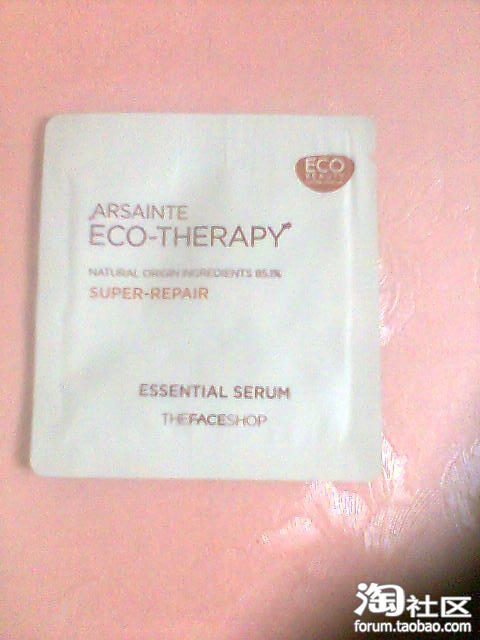 ECO
ARSAINTE
ECO-THERAPY
NATURAL ORIGIN INGREDIENTS 85.1%
SUPER-REPAIR
ESSENTIAL SERUM
THEFACESHOP
淘社区
forum.taobao.com